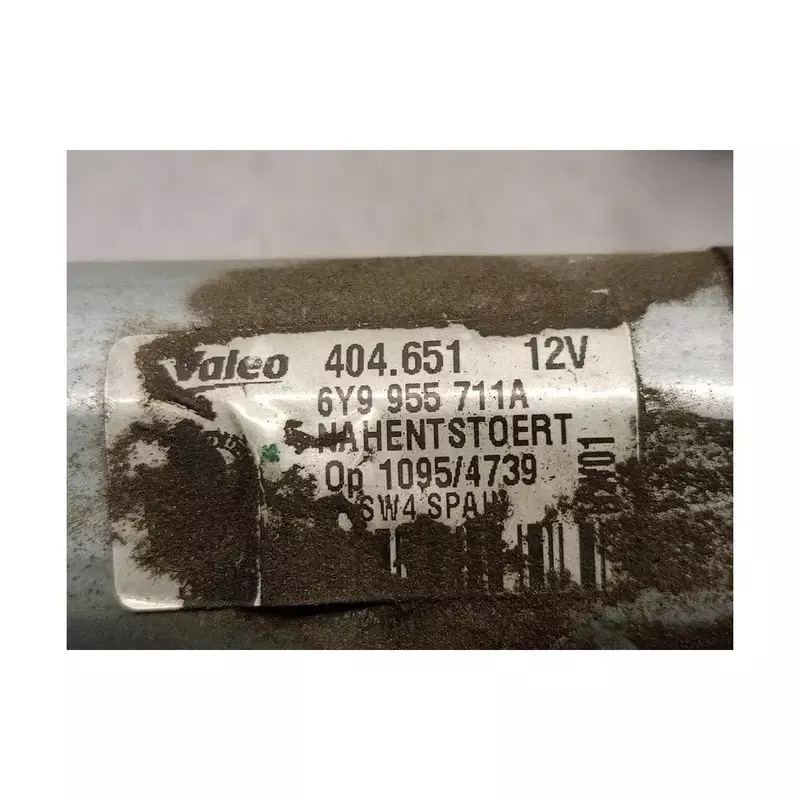 Valeo 404.651 12V
6Y9 955 711A
NAHENTSTOERT
Op 1095/4739
SW4 SPAIN